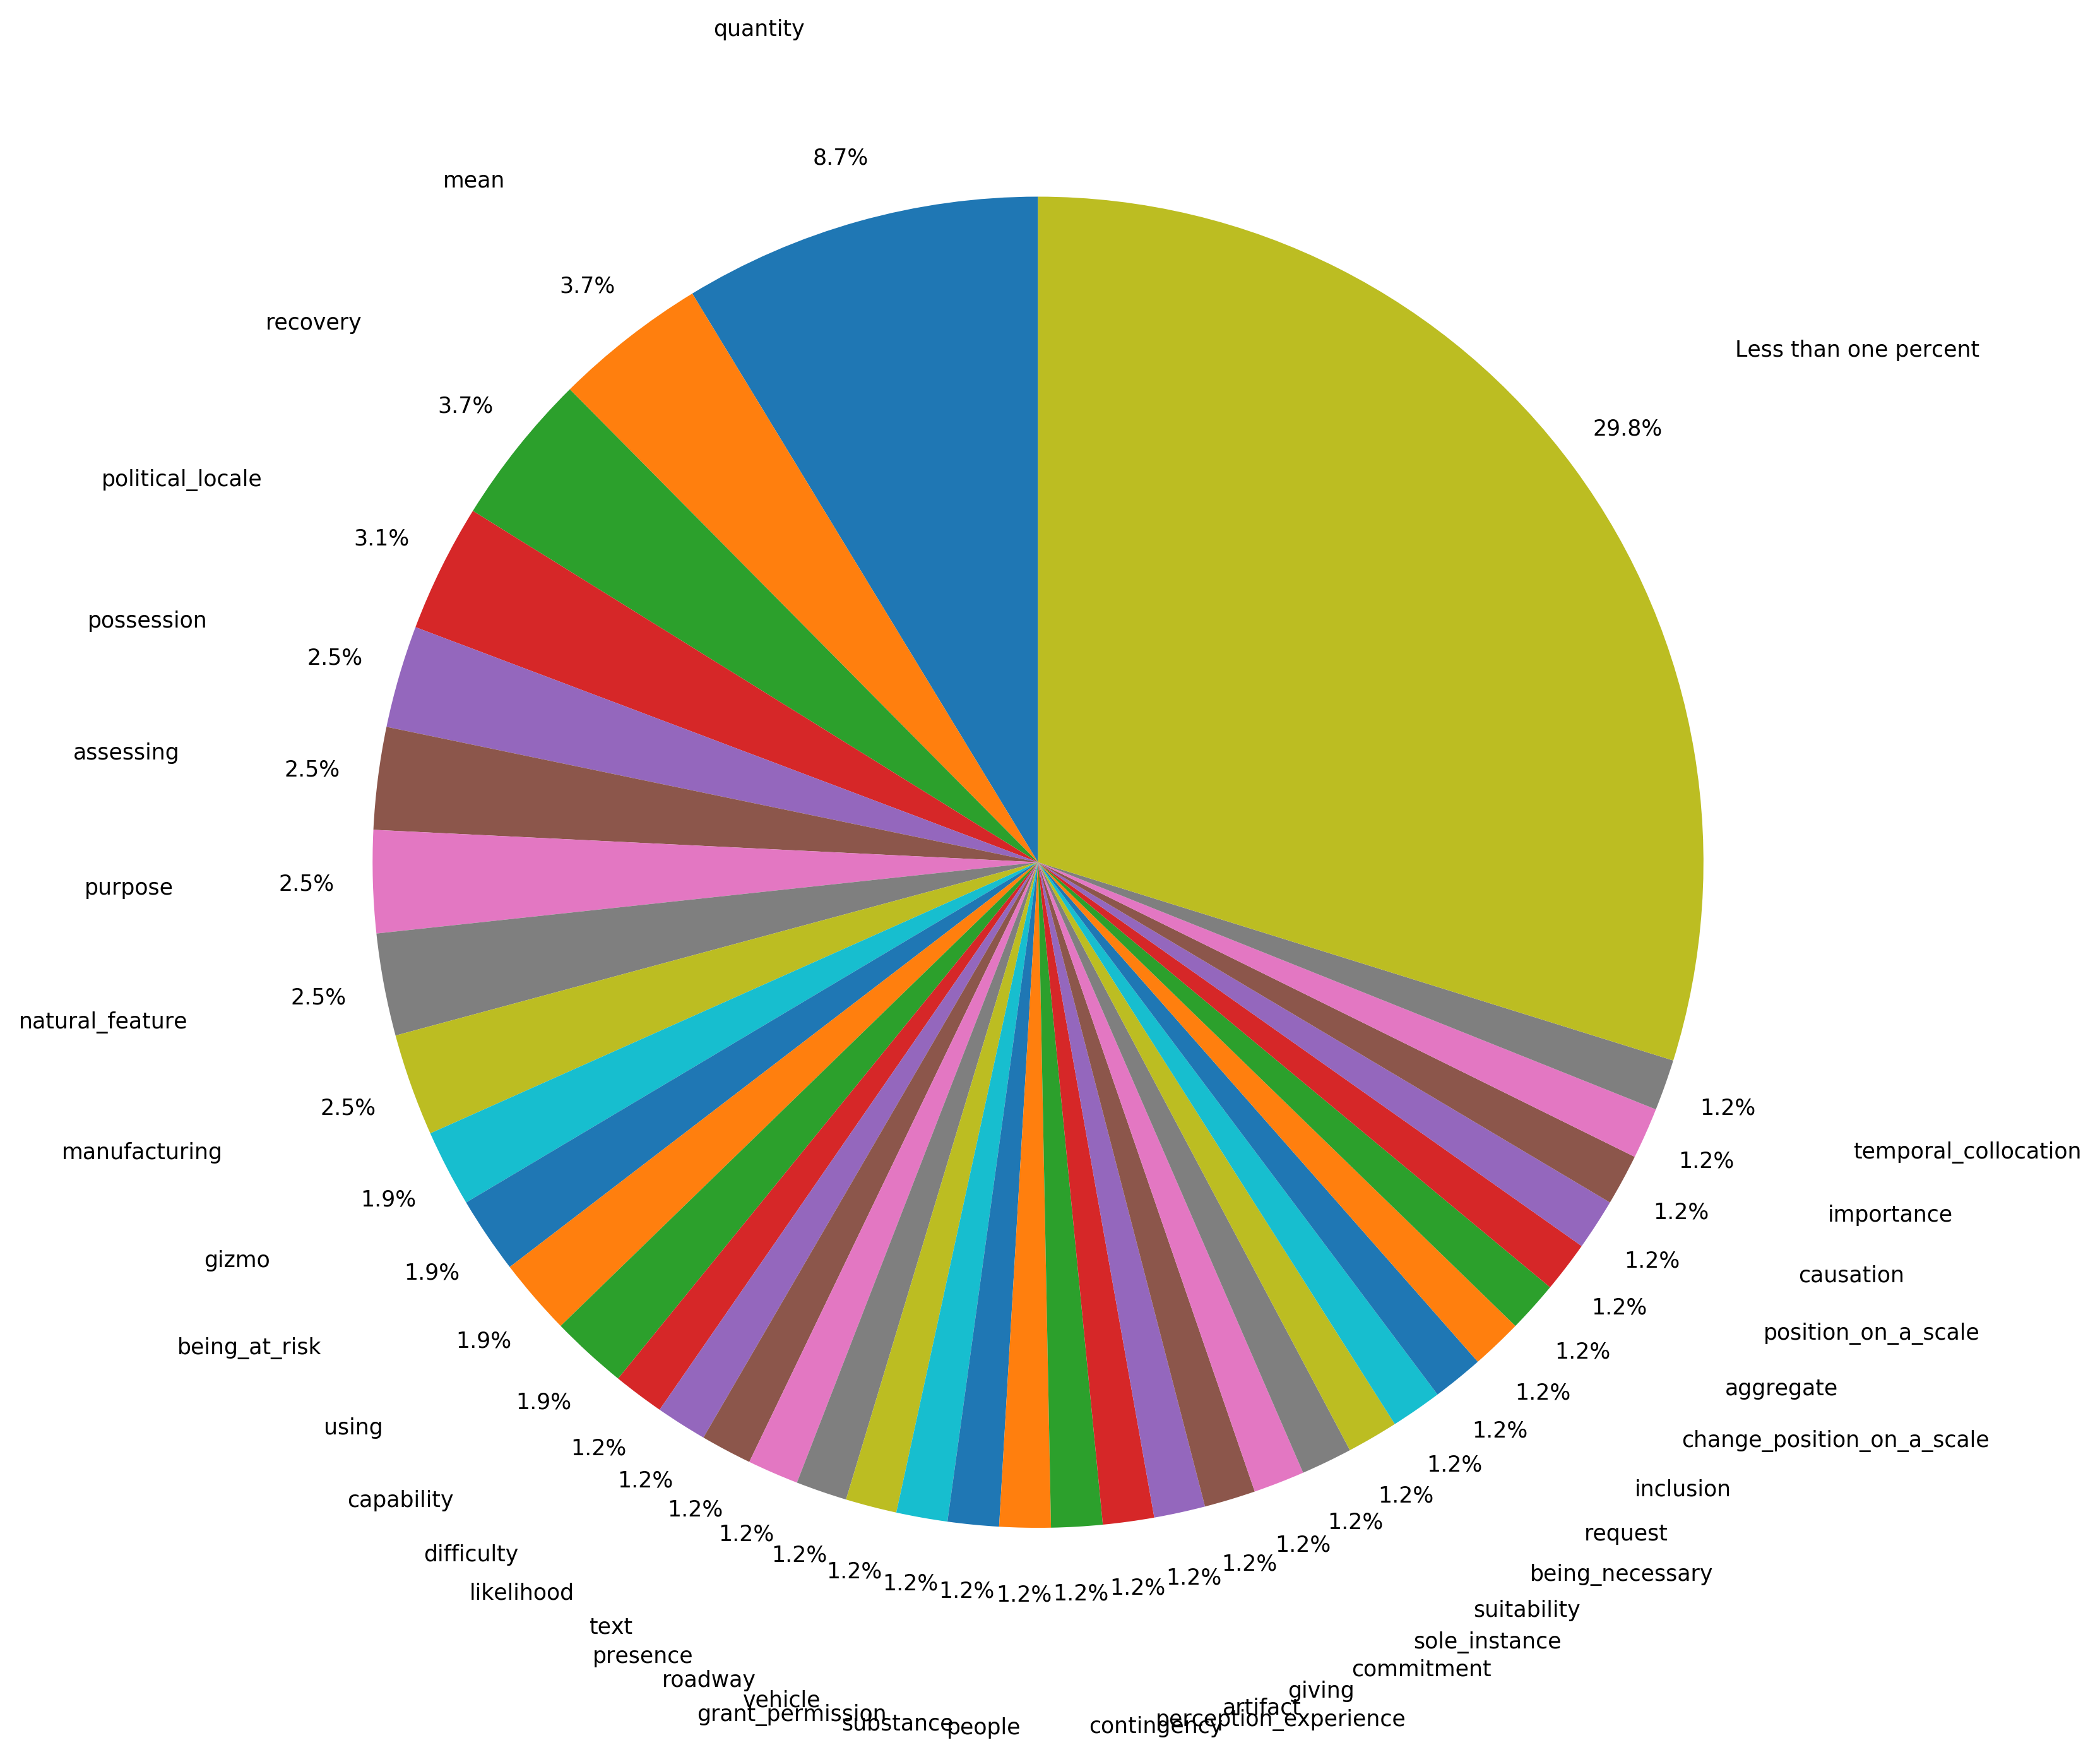 quantity
8.7%
mean
3.7%
recovery
3.7%
political_locale
3.1%
possession
2.5%
assessing
2.5%
purpose
2.5%
natural_feature
2.5%
manufacturing
2.5%
gizmo
1.9%
being_at_risk
1.9%
using
1.9%
capability
1.9%
difficulty
1.2%
likelihood
1.2%
text
1.2%
presence
1.2%
roadway
1.2%
vehicle
1.2%
grant_permission
1.2%
substance
1.2%
people
1.2%
contingency
1.2%
perception_experience
1.2%
artifact
1.2%
giving
1.2%
commitment
1.2%
sole_instance
1.2%
suitability
1.2%
being_necessary
1.2%
request
1.2%
inclusion
1.2%
change_position_on_a_scale
1.2%
aggregate
1.2%
position_on_a_scale
1.2%
causation
1.2%
importance
1.2%
temporal_collocation
1.2%
Less than one percent
29.8%